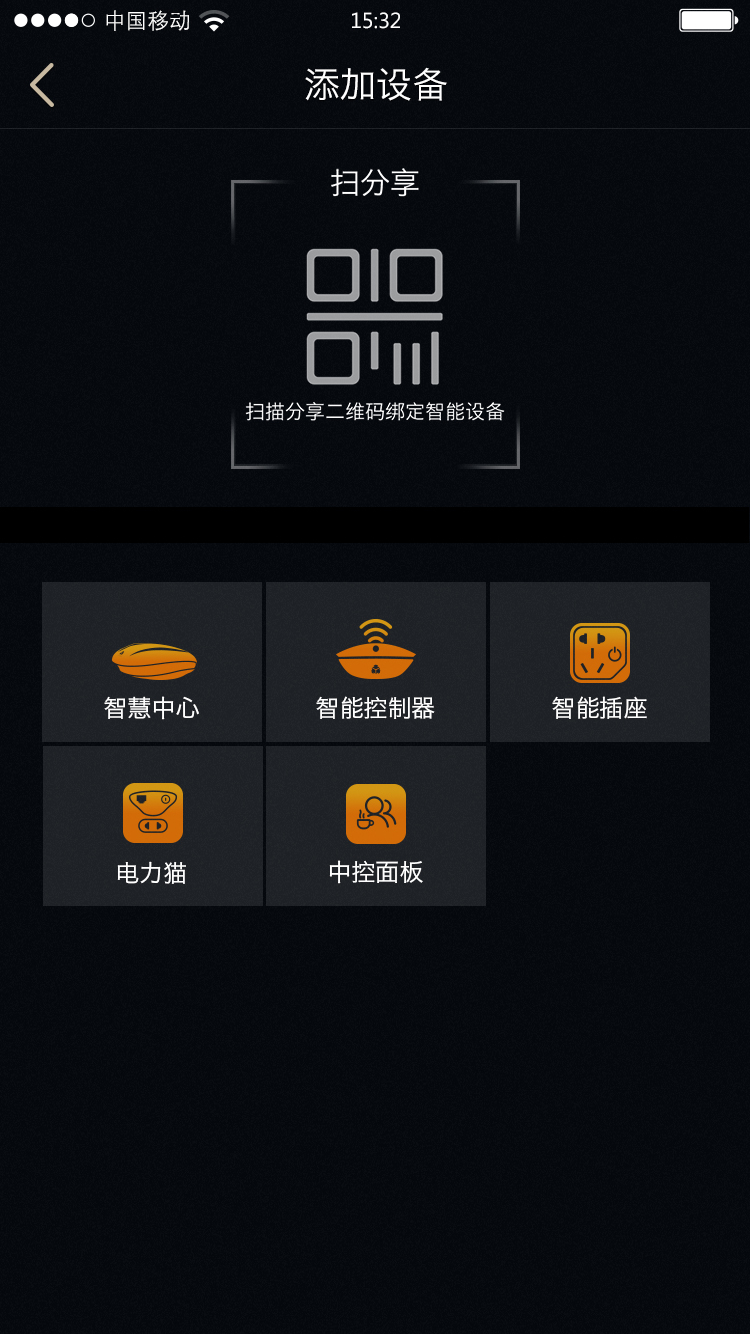 中国移动
15:32
添加设备
扫分享
扫描分享二维码绑定智能设备
智慧中心
智能控制器
智能插座
电力猫
中控面板